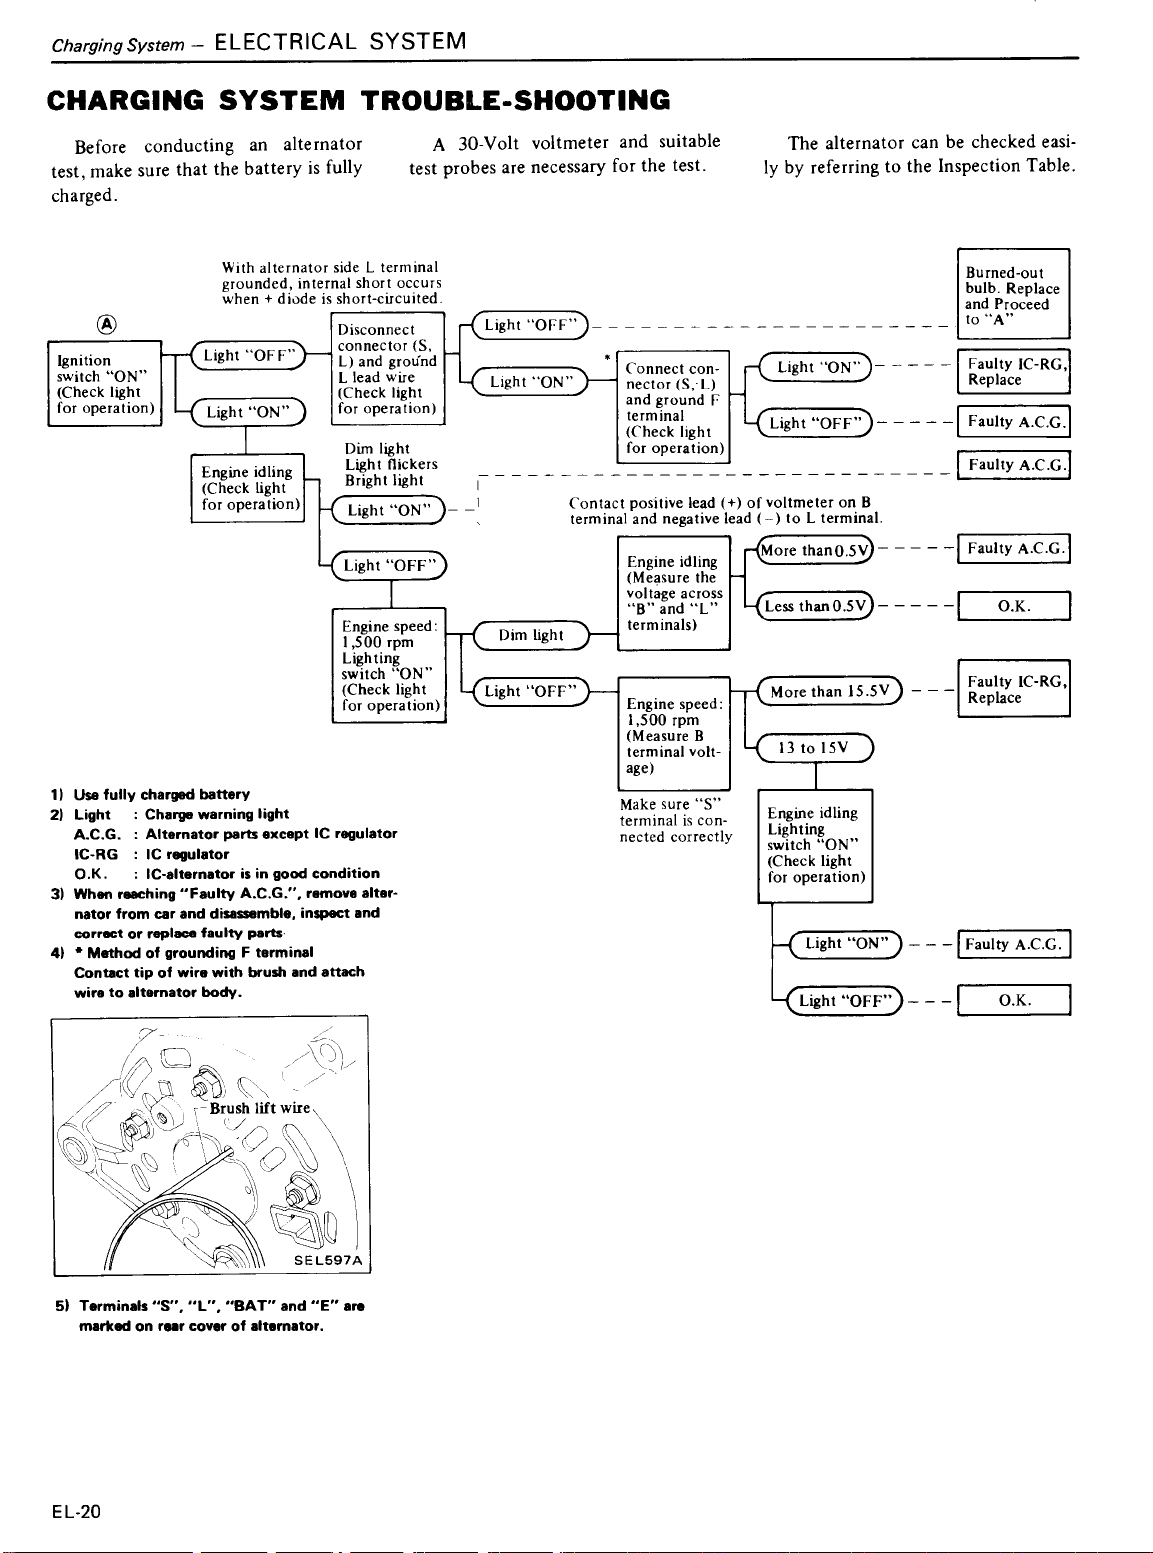 Charging System — ELECTRICAL SYSTEM
CHARGING SYSTEM TROUBLE-SHOOTING
Before conducting an alternator
test, make sure that the battery is fully
charged.
A 30-Volt voltmeter and suitable
test probes are necessary for the test.
The alternator can be checked easi-
ly by referring to the Inspection Table.
With alternator side L terminal
grounded, internal short occurs
when + diode is short-circuited.
A
Ignition
switch “ON”
(Check light
for operation)
Light “OFF”
Light “ON”
Disconnect
connector (S,
L) and ground
L lead wire
(Check light
for operation)
Light “OFF”
Light “ON”
Burned-out
bulb. Replace
and Proceed
to “A”
*
Connect con-
nector (S, L)
and ground F
terminal
(Check light
for operation)
Light “ON”
Light “OFF”
Faulty IC-RG,
Replace
Faulty A.C.G.
Engine idling
(Check light
for operation)
Dim light
Light flickers
Bright light
Light “ON”
Faulty A.C.G.
Light “OFF”
Contact positive lead (+) of voltmeter on B
terminal and negative lead (−) to L terminal.
Engine speed:
1,500 rpm
Lighting
switch “ON”
(Check light
for operation)
Dim light
Light “OFF”
Engine idling
(Measure the
voltage across
“B” and “L”
terminals)
More than 0.5V
Less than 0.5V
Faulty A.C.G.
O.K.
Engine speed:
1,500 rpm
(Measure B
terminal volt-
age)
Make sure “S”
terminal is con-
nected correctly
More than 15.5V
13 to 15V
Faulty IC-RG,
Replace
Engine idling
Lighting
switch “ON”
(Check light
for operation)
Light “ON”
Light “OFF”
Faulty A.C.G.
O.K.
1) Use fully charged battery
2) Light : Charge warning light
A.C.G. : Alternator parts except IC regulator
IC-RG : IC regulator
O.K. : IC-alternator is in good condition
3) When reaching “Faulty A.C.G.”, remove alter-
nator from car and disassemble, inspect and
correct or replace faulty parts
4) * Method of grounding F terminal
Contact tip of wire with brush and attach
wire to alternator body.
Brush lift wire
SEL597A
5) Terminals “S”, “L”, “BAT” and “E” are
marked on rear cover of alternator.
EL-20